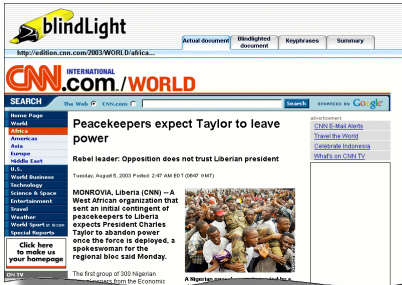 blindLight
Actual document
Blindlighted document
Keyphrases
Summary
http://edition.cnn.com/2003/WORLD/africa...
CNN.com./WORLD
INTERNATIONAL
SEARCH
The Web
CNN.com
Search
Google
Home Page
World
Africa
Americas
Asia
Europe
Middle East
U.S.
World Business
Technology
Science & Space
Entertainment
Travel
Weather
World Sport
Special Reports
Click here
to make us
your homepage
ON TV
Peacekeepers expect Taylor to leave
power
Rebel leader: Opposition does not trust Liberian president
Tuesday, August 5, 2003 Posted: 2:47 AM EDT (0647 GMT)
MONROVIA, Liberia (CNN) -- A
West African organization that
sent an initial contingent of
peacekeepers to Liberia
expects President Charles
Taylor to abandon power
once the force is deployed, a
spokeswoman for the
regional bloc said Monday.
The first group of 300 Nigerian
from the Economic
A Nigerian
advertisement
CNN E-Mail Alerts
Travel the World
Celebrate Indonesia
What's on CNN TV